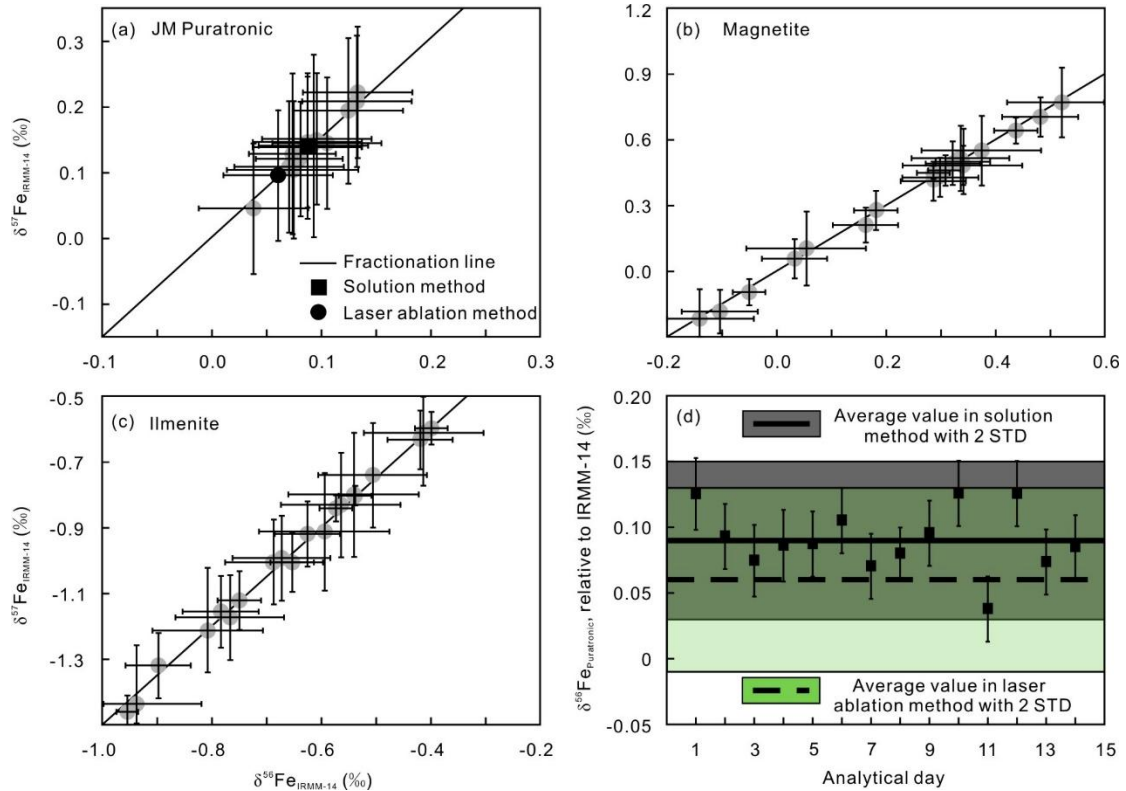 (a) JM Puratronic
0.3
0.2
0.1
0.0
-0.1
δ⁵⁷Fe_IRMM-14 (‰)
Fractionation line
Solution method
Laser ablation method
-0.1 0.0 0.1 0.2 0.3
(b) Magnetite
1.2
0.9
0.6
0.3
0.0
-0.2 0.0 0.2 0.4 0.6
(c) Ilmenite
-0.5
-0.7
-0.9
-1.1
-1.3
δ⁵⁷Fe_IRMM-14 (‰)
-1.0 -0.8 -0.6 -0.4 -0.2
δ⁵⁶Fe_IRMM-14 (‰)
(d)
Average value in solution
method with 2 STD
0.20
0.15
0.10
0.05
0
-0.05
δ⁵⁶Fe_Puratronic, relative to IRMM-14 (‰)
Average value in laser
ablation method with 2 STD
1 3 5 7 9 11 13 15
Analytical day